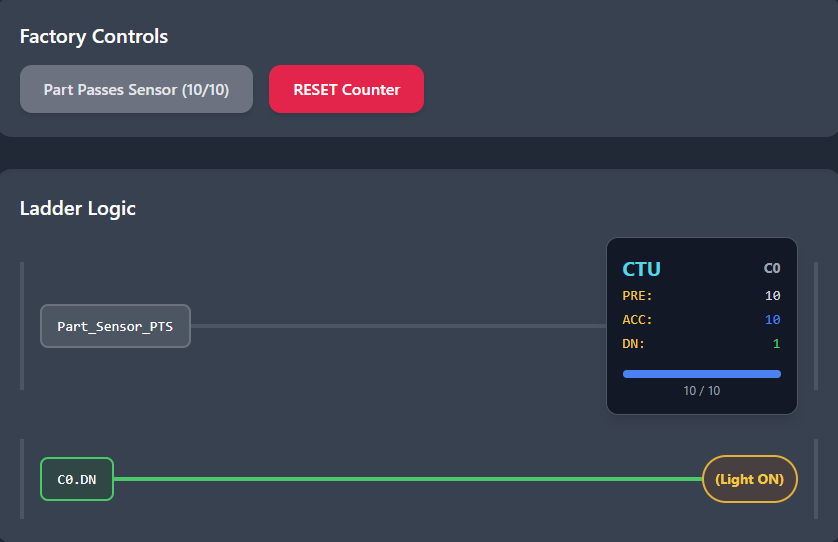 Factory Controls
Part Passes Sensor (10/10)
RESET Counter
Ladder Logic
CTU C0
PRE: 10
ACC: 10
DN: 1
10 / 10
Part_Sensor_PTS
C0.DN
(Light ON)